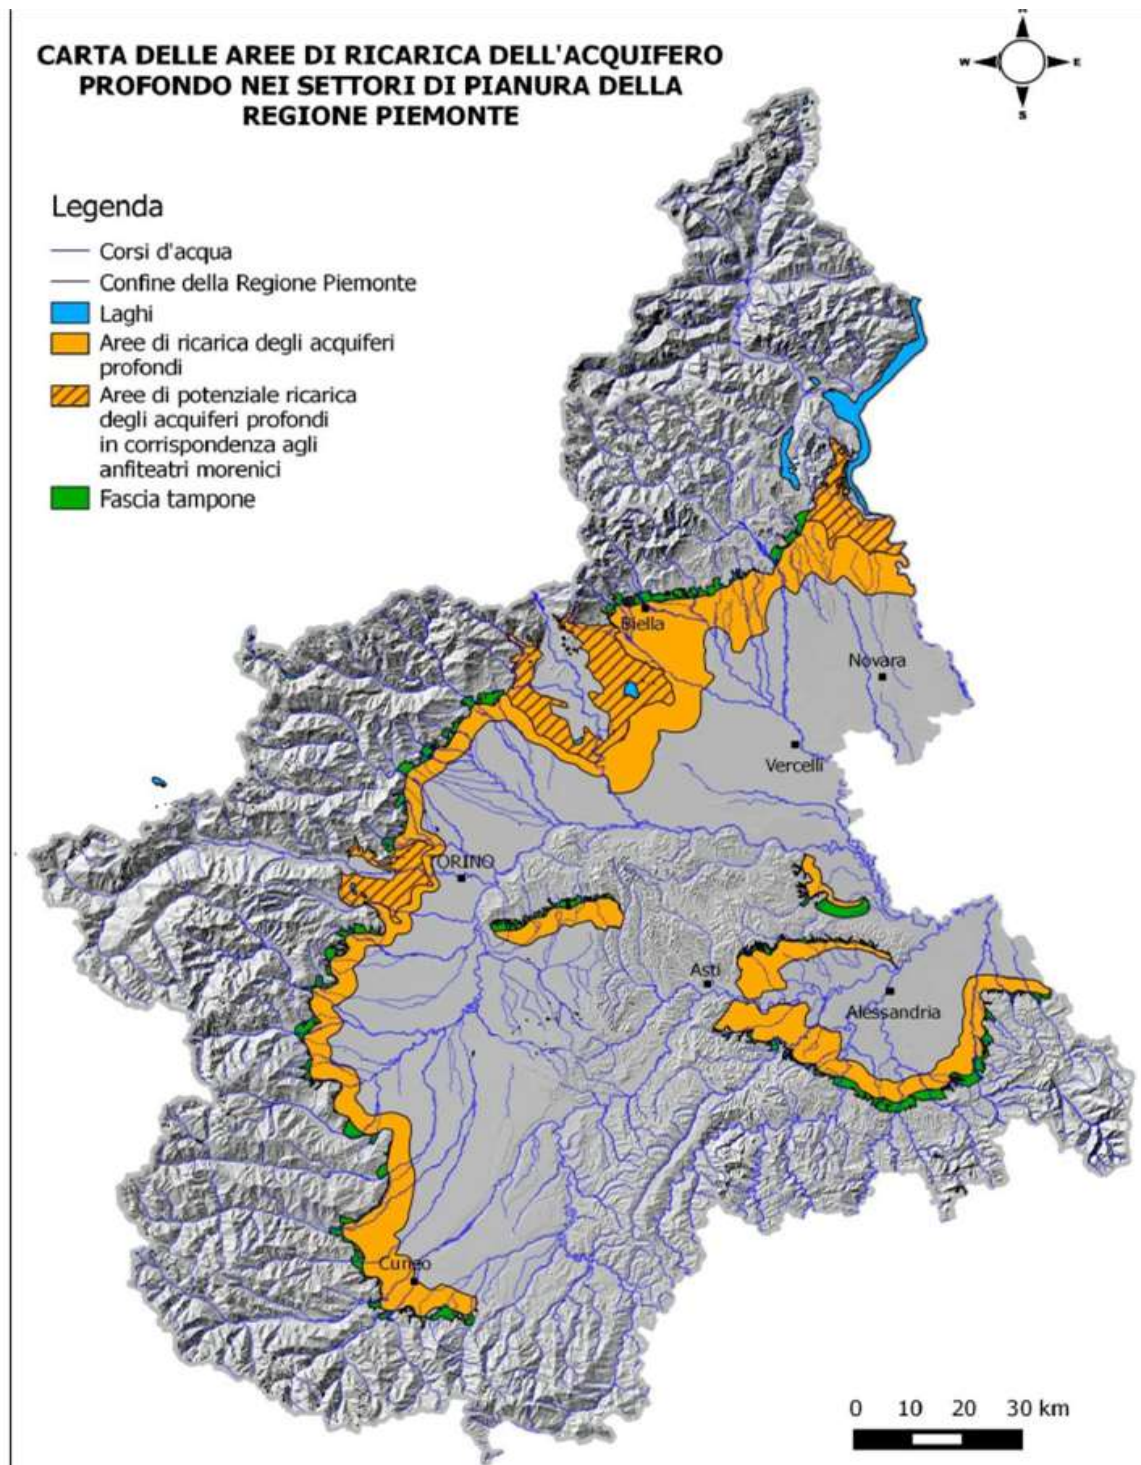 CARTA DELLE AREE DI RICARICA DELL'ACQUIFERO
PROFONDO NEI SETTORI DI PIANURA DELLA
REGIONE PIEMONTE
W
E
S
Legenda
Corsi d'acqua
Confine della Regione Piemonte
Laghi
Aree di ricarica degli acquiferi
profondi
Aree di potenziale ricarica
degli acquiferi profondi
in corrispondenza agli
anfiteatri morenici
Fascia tampone
Biella
Novara
Vercelli
TORINO
Asti
Alessandria
Cuneo
0 10 20 30 km